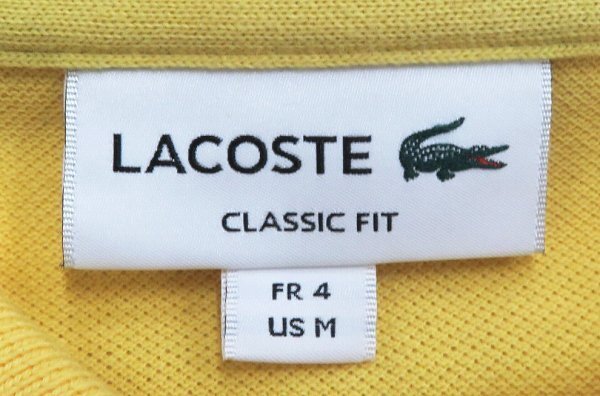 LACOSTE
CLASSIC FIT
FR 4
US M